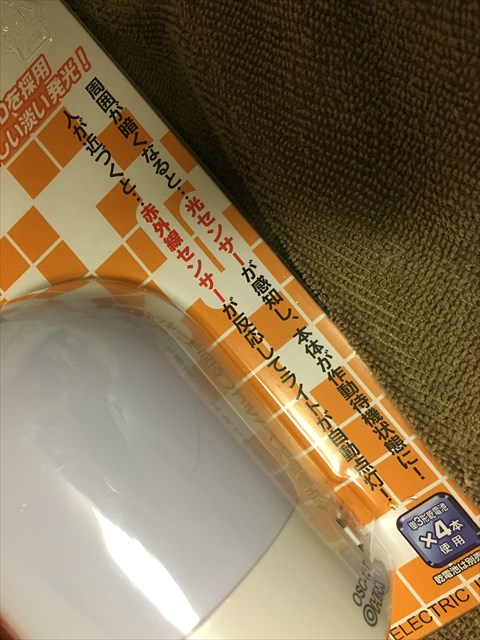 Dを採用
しい淡い発光!
周囲が暗くなると…光センサーが感知し、本体が作動待機状態に!
人が近づくと…赤外線センサーが反応してライトが自動点灯!
単3形乾電池
×4本
使用
乾電池は別売
OSC-
ELECTRIC